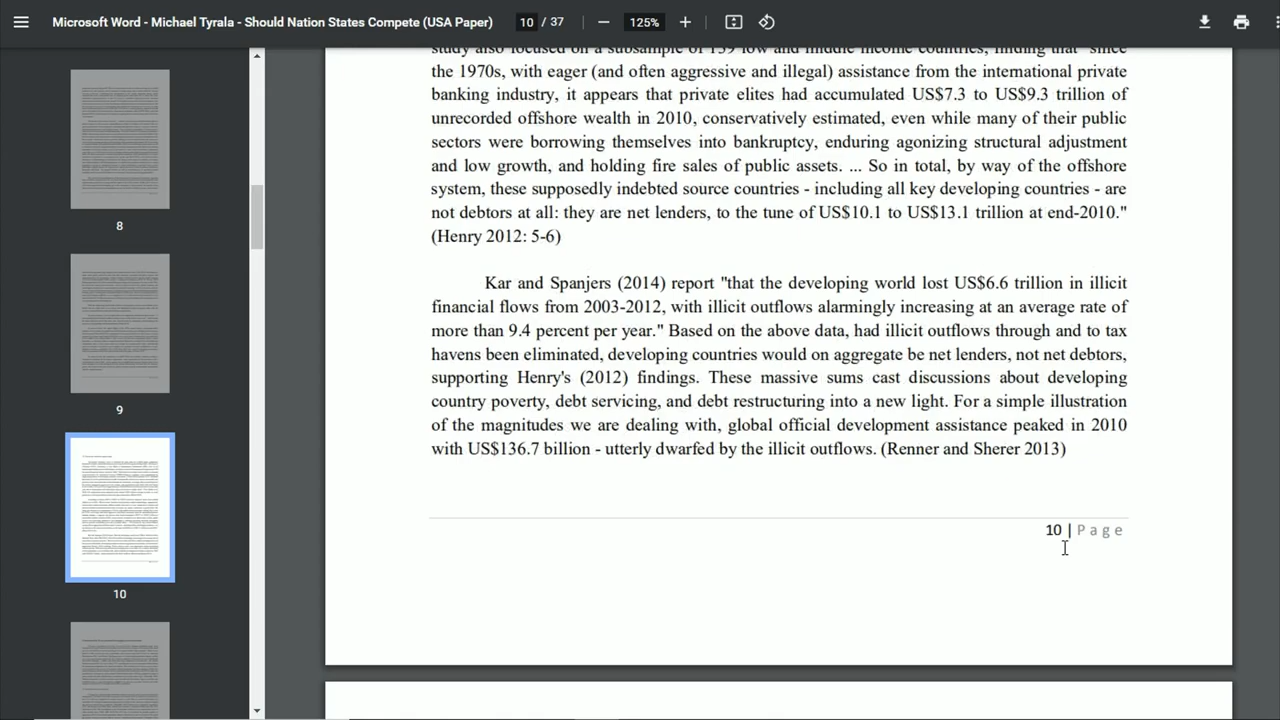 Microsoft Word - Michael Tyrala - Should Nation States Compete (USA Paper)
10 / 37
125%
8
9
10
study also focused on a subsample of 139 low and middle income countries, finding that "since
the 1970s, with eager (and often aggressive and illegal) assistance from the international private
banking industry, it appears that private elites had accumulated US$7.3 to US$9.3 trillion of
unrecorded offshore wealth in 2010, conservatively estimated, even while many of their public
sectors were borrowing themselves into bankruptcy, enduring agonizing structural adjustment
and low growth, and holding fire sales of public assets. ... So in total, by way of the offshore
system, these supposedly indebted source countries - including all key developing countries - are
not debtors at all: they are net lenders, to the tune of US$10.1 to US$13.1 trillion at end-2010."
(Henry 2012: 5-6)
Kar and Spanjers (2014) report "that the developing world lost US$6.6 trillion in illicit
financial flows from 2003-2012, with illicit outflows alarmingly increasing at an average rate of
more than 9.4 percent per year." Based on the above data, had illicit outflows through and to tax
havens been eliminated, developing countries would on aggregate be net lenders, not net debtors,
supporting Henry's (2012) findings. These massive sums cast discussions about developing
country poverty, debt servicing, and debt restructuring into a new light. For a simple illustration
of the magnitudes we are dealing with, global official development assistance peaked in 2010
with US$136.7 billion - utterly dwarfed by the illicit outflows. (Renner and Sherer 2013)
10 | Page